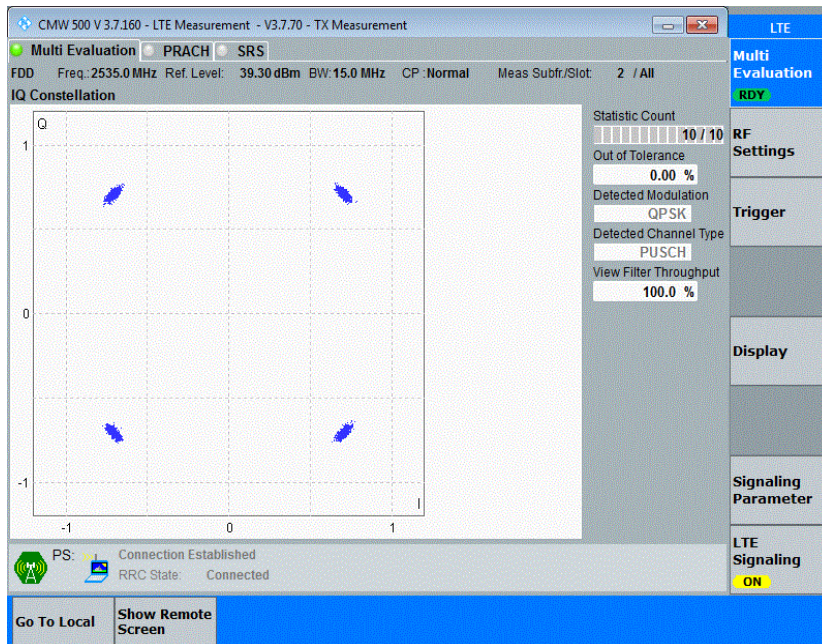 CMW 500 V 3.7.160 - LTE Measurement - V3.7.70 - TX Measurement
LTE
Multi Evaluation PRACH SRS
Multi
Evaluation
RDY
FDD Freq.: 2535.0 MHz Ref. Level: 39.30 dBm BW: 15.0 MHz CP : Normal Meas Subfr./Slot: 2 / All
IQ Constellation
Q
1
0
-1
I
-1 0 1
Statistic Count
10 / 10
Out of Tolerance
0.00 %
Detected Modulation
QPSK
Detected Channel Type
PUSCH
View Filter Throughput
100.0 %
RF
Settings
Trigger
Display
Signaling
Parameter
LTE
Signaling
ON
PS: Connection Established
RRC State: Connected
Go To Local
Show Remote
Screen